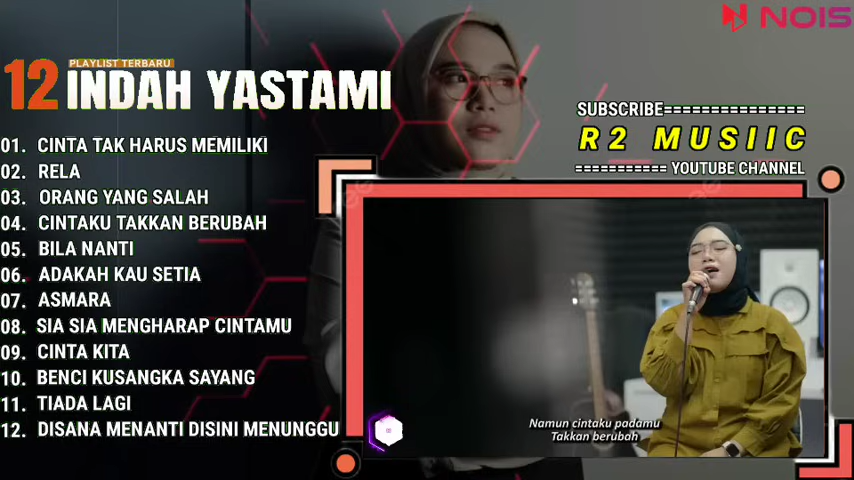 NOIS
PLAYLIST TERBARU
12 INDAH YASTAMI
SUBSCRIBE===============
R2 MUSIIC
=========== YOUTUBE CHANNEL
01. CINTA TAK HARUS MEMILIKI
02. RELA
03. ORANG YANG SALAH
04. CINTAKU TAKKAN BERUBAH
05. BILA NANTI
06. ADAKAH KAU SETIA
07. ASMARA
08. SIA SIA MENGHARAP CINTAMU
09. CINTA KITA
10. BENCI KUSANGKA SAYANG
11. TIADA LAGI
12. DISANA MENANTI DISINI MENUNGGU
Namun cintaku padamu
Takkan berubah